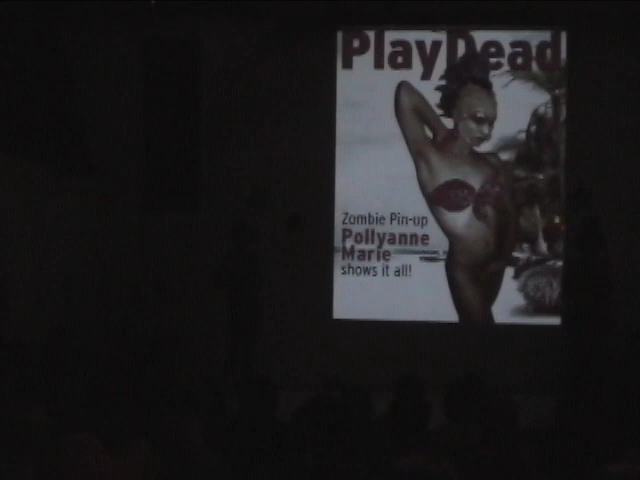 PlayDead
Zombie Pin-up
Pollyanne
Marie
shows it all!